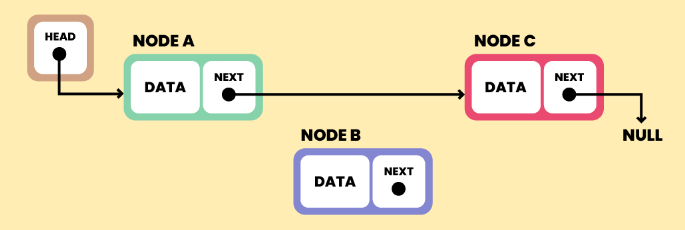 HEAD
NODE A
DATA
NEXT
NODE C
DATA
NEXT
NULL
NODE B
DATA
NEXT